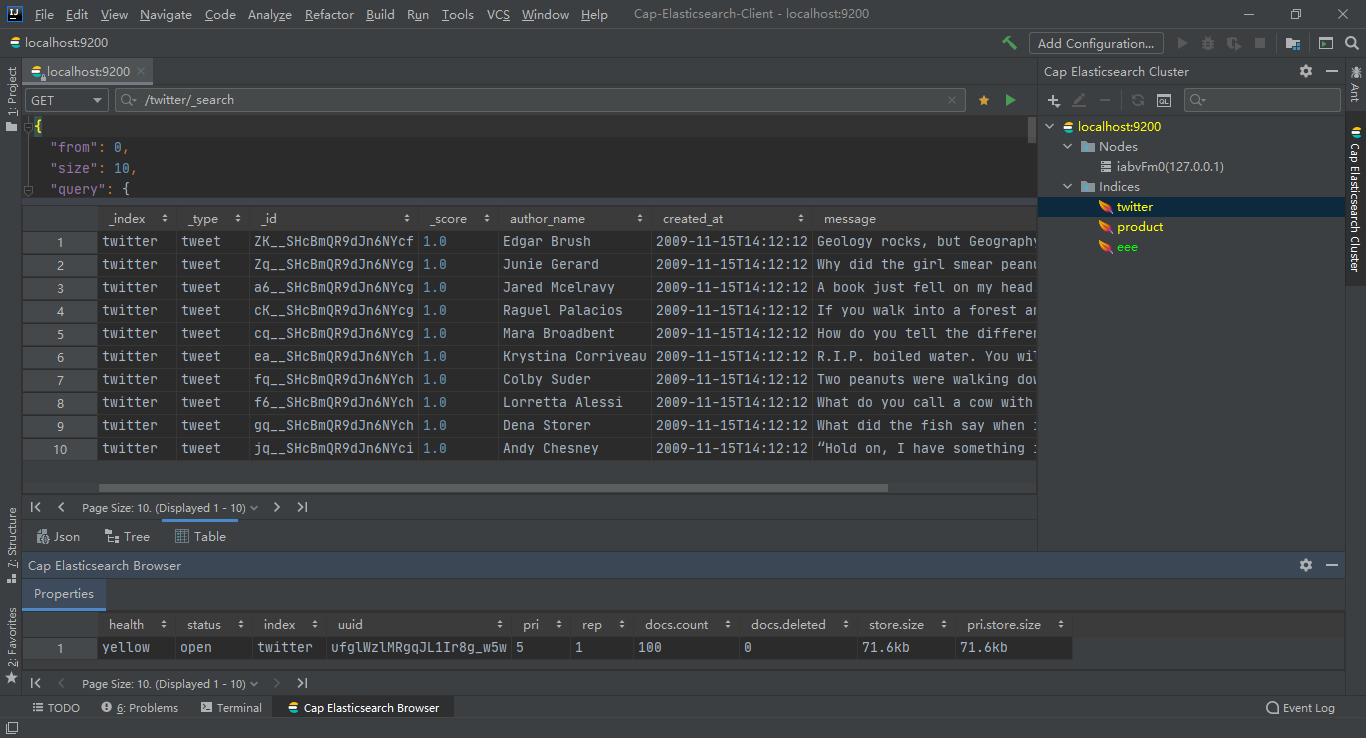 File Edit View Navigate Code Analyze Refactor Build Run Tools VCS Window Help Cap-Elasticsearch-Client - localhost:9200
localhost:9200 Add Configuration...
1: Project
localhost:9200
GET /twitter/_search
{
"from": 0,
"size": 10,
"query": {
_index _type _id _score author_name created_at message
1 twitter tweet ZK__SHcBmQR9dJn6NYcf 1.0 Edgar Brush 2009-11-15T14:12:12 Geology rocks, but Geography
2 twitter tweet Zq__SHcBmQR9dJn6NYcg 1.0 Junie Gerard 2009-11-15T14:12:12 Why did the girl smear peanu
3 twitter tweet a6__SHcBmQR9dJn6NYcg 1.0 Jared Mcelravy 2009-11-15T14:12:12 A book just fell on my head
4 twitter tweet cK__SHcBmQR9dJn6NYcg 1.0 Raguel Palacios 2009-11-15T14:12:12 If you walk into a forest an
5 twitter tweet cq__SHcBmQR9dJn6NYcg 1.0 Mara Broadbent 2009-11-15T14:12:12 How do you tell the differen
6 twitter tweet ea__SHcBmQR9dJn6NYch 1.0 Krystina Corriveau 2009-11-15T14:12:12 R.I.P. boiled water. You wil
7 twitter tweet fq__SHcBmQR9dJn6NYch 1.0 Colby Suder 2009-11-15T14:12:12 Two peanuts were walking dow
8 twitter tweet f6__SHcBmQR9dJn6NYch 1.0 Lorretta Alessi 2009-11-15T14:12:12 What do you call a cow with
9 twitter tweet gq__SHcBmQR9dJn6NYch 1.0 Dena Storer 2009-11-15T14:12:12 What did the fish say when i
10 twitter tweet jq__SHcBmQR9dJn6NYci 1.0 Andy Chesney 2009-11-15T14:12:12 “Hold on, I have something i
Page Size: 10. (Displayed 1 - 10)
Json Tree Table
Cap Elasticsearch Cluster
localhost:9200
Nodes
iabvFm0(127.0.0.1)
Indices
twitter
product
eee
Ant
Cap Elasticsearch Cluster
7: Structure
2: Favorites
Cap Elasticsearch Browser
Properties
health status index uuid pri rep docs.count docs.deleted store.size pri.store.size
1 yellow open twitter ufglWzlMRgqJL1Ir8g_w5w 5 1 100 0 71.6kb 71.6kb
Page Size: 10. (Displayed 1 - 10)
TODO 6: Problems Terminal Cap Elasticsearch Browser Event Log